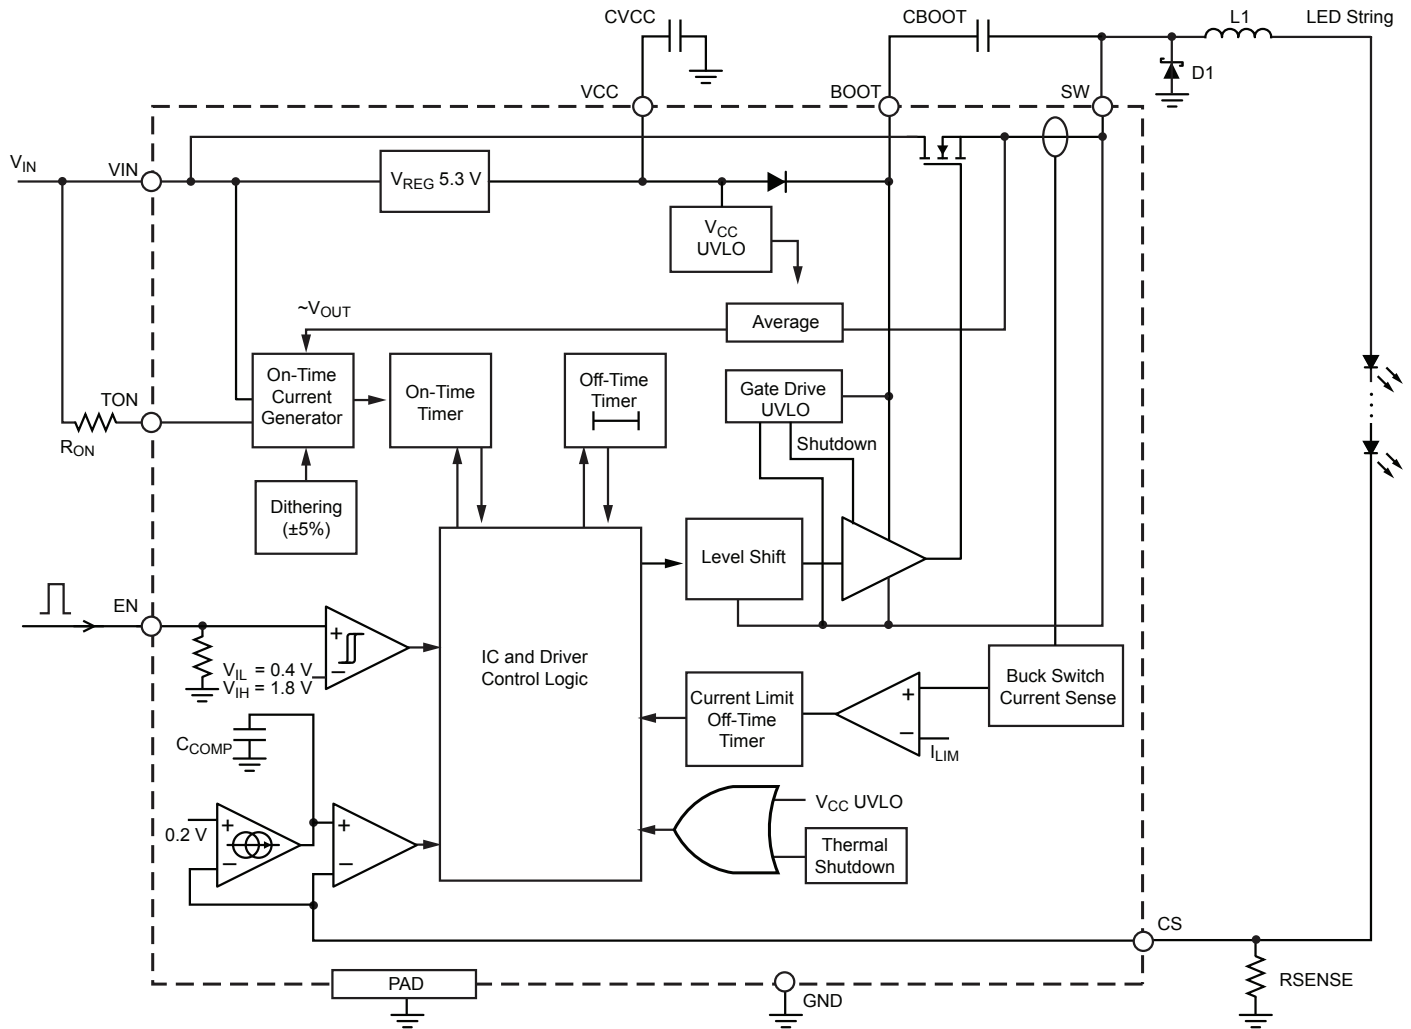 CVCC
CBOOT
L1
LED String
D1
VCC
BOOT
SW
VIN
VIN
VREG 5.3 V
VCC
UVLO
~VOUT
Average
On-Time
Current
Generator
On-Time
Timer
Off-Time
Timer
Gate Drive
UVLO
Shutdown
TON
RON
Dithering
(±5%)
Level Shift
EN
VIL = 0.4 V
VIH = 1.8 V
+
−
IC and Driver
Control Logic
Buck Switch
Current Sense
Current Limit
Off-Time
Timer
+
−
ILIM
CCOMP
VCC UVLO
Thermal
Shutdown
0.2 V
+
−
+
−
CS
RSENSE
PAD
GND